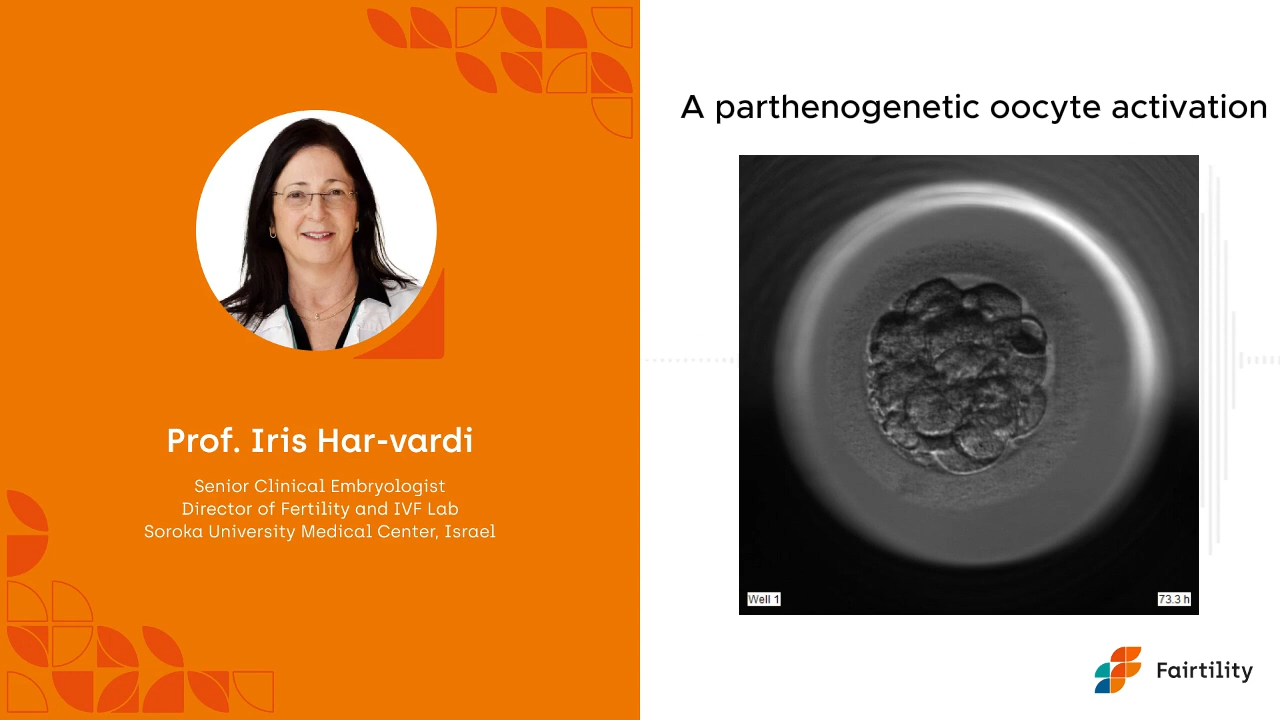 Prof. Iris Har-vardi
Senior Clinical Embryologist
Director of Fertility and IVF Lab
Soroka University Medical Center, Israel
A parthenogenetic oocyte activation
Well 1
73.3 h
Fairtility